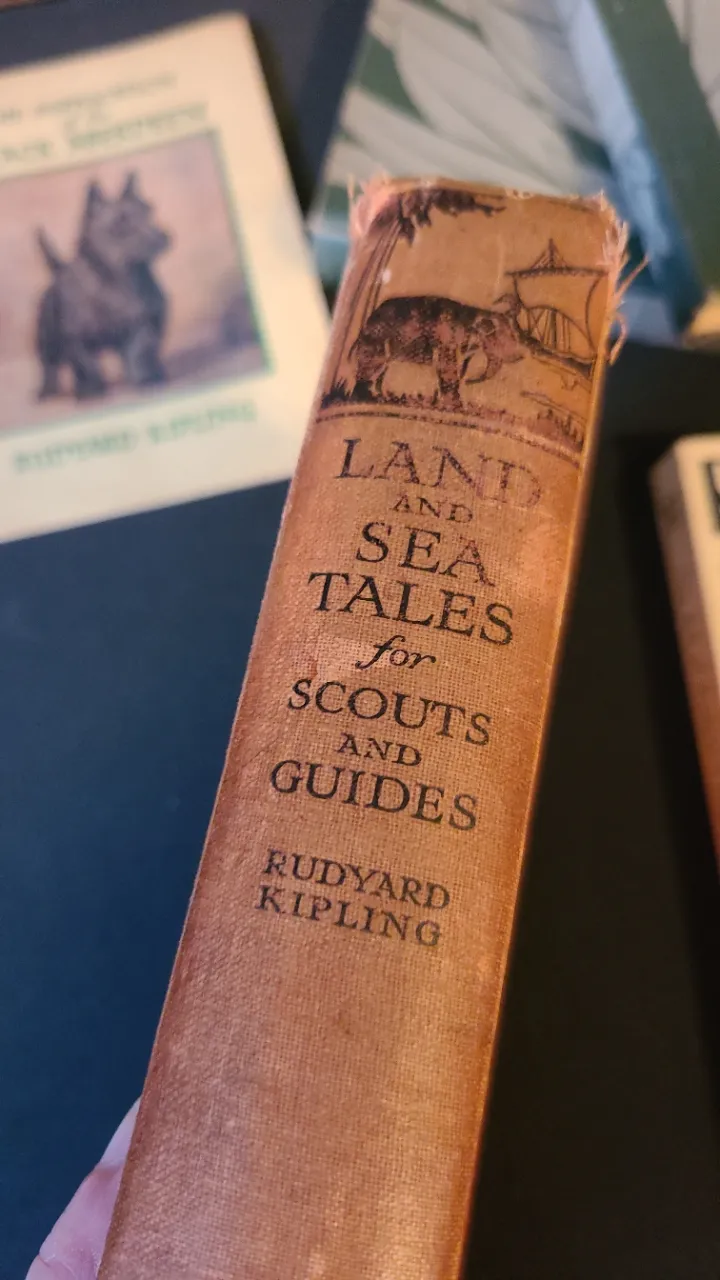 LAND
AND
SEA
TALES
for
SCOUTS
AND
GUIDES
RUDYARD
KIPLING
RUDYARD KIPLING